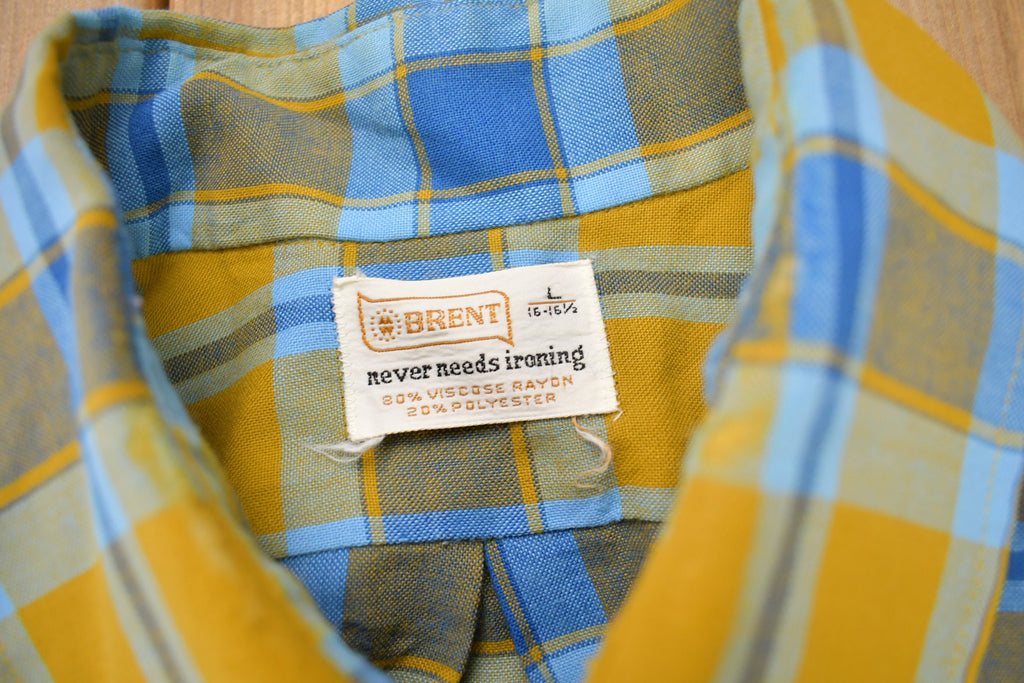 BRENT
L
16-16½
never needs ironing
80% VISCOSE RAYON
20% POLYESTER